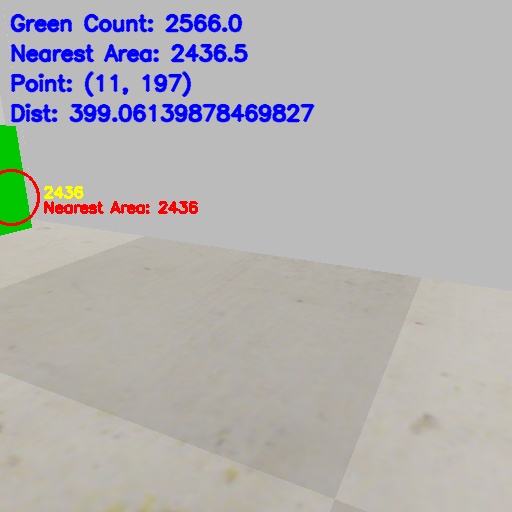 Green Count: 2566.0
Nearest Area: 2436.5
Point: (11, 197)
Dist: 399.06139878469827
2436
Nearest Area: 2436